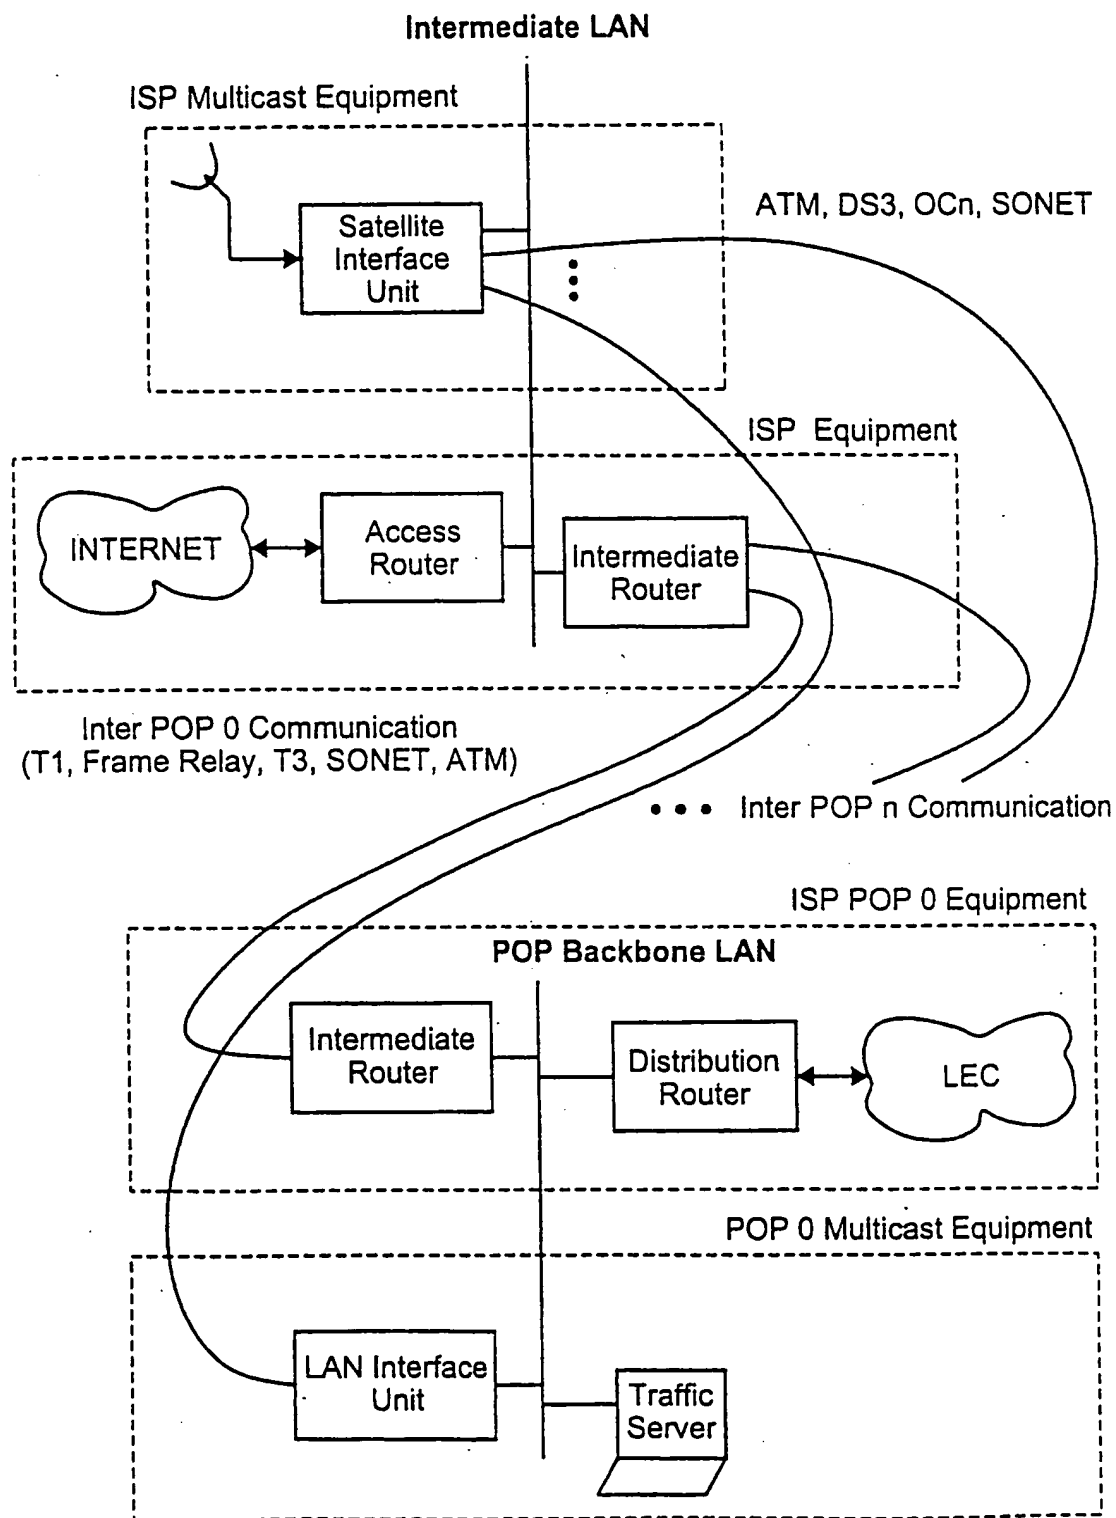 Intermediate LAN
ISP Multicast Equipment
ATM, DS3, OCn, SONET
Satellite
Interface
Unit
ISP Equipment
INTERNET
Access
Router
Intermediate
Router
Inter POP 0 Communication
(T1, Frame Relay, T3, SONET, ATM)
Inter POP n Communication
ISP POP 0 Equipment
POP Backbone LAN
Intermediate
Router
Distribution
Router
LEC
POP 0 Multicast Equipment
LAN Interface
Unit
Traffic
Server